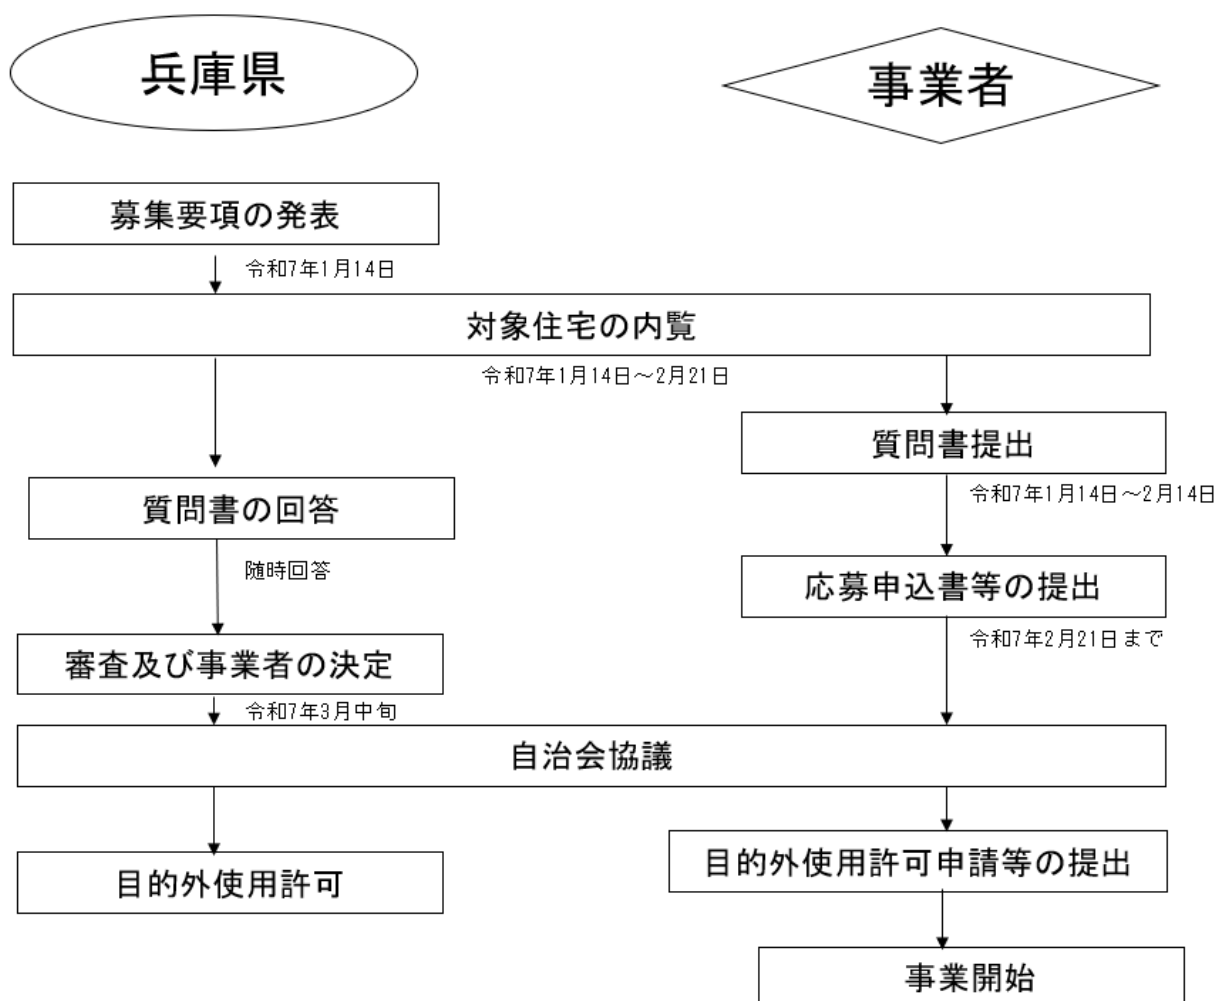 兵庫県
事業者
募集要項の発表
令和7年1月14日
対象住宅の内覧
令和7年1月14日～2月21日
質問書提出
令和7年1月14日～2月14日
質問書の回答
随時回答
応募申込書等の提出
令和7年2月21日まで
審査及び事業者の決定
令和7年3月中旬
自治会協議
目的外使用許可申請等の提出
目的外使用許可
事業開始